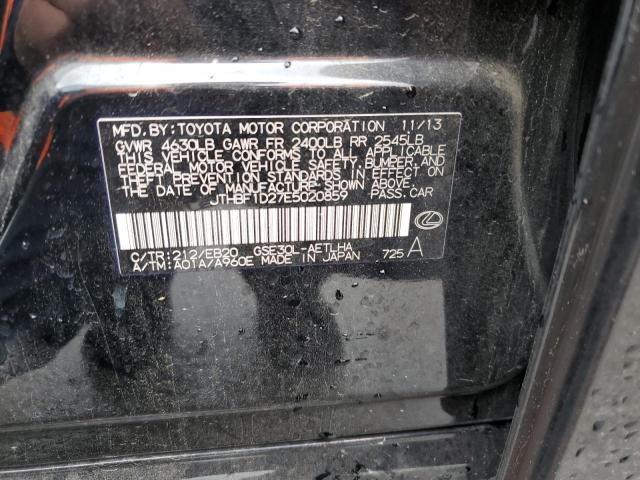 MFD. BY: TOYOTA MOTOR CORPORATION 11/13
GVWR 4630LB GAWR FR 2400LB RR 2545LB
THIS VEHICLE CONFORMS TO ALL APPLICABLE
FEDERAL MOTOR VEHICLE SAFETY, BUMPER, AND
THEFT PREVENTION STANDARDS IN EFFECT ON
THE DATE OF MANUFACTURE SHOWN ABOVE.
JTHBF1D27E5020859 PASS. CAR
C/TR: 212/EB20 GSE30L-AETLHA
A/TM: A01A/A960E MADE IN JAPAN 725 A